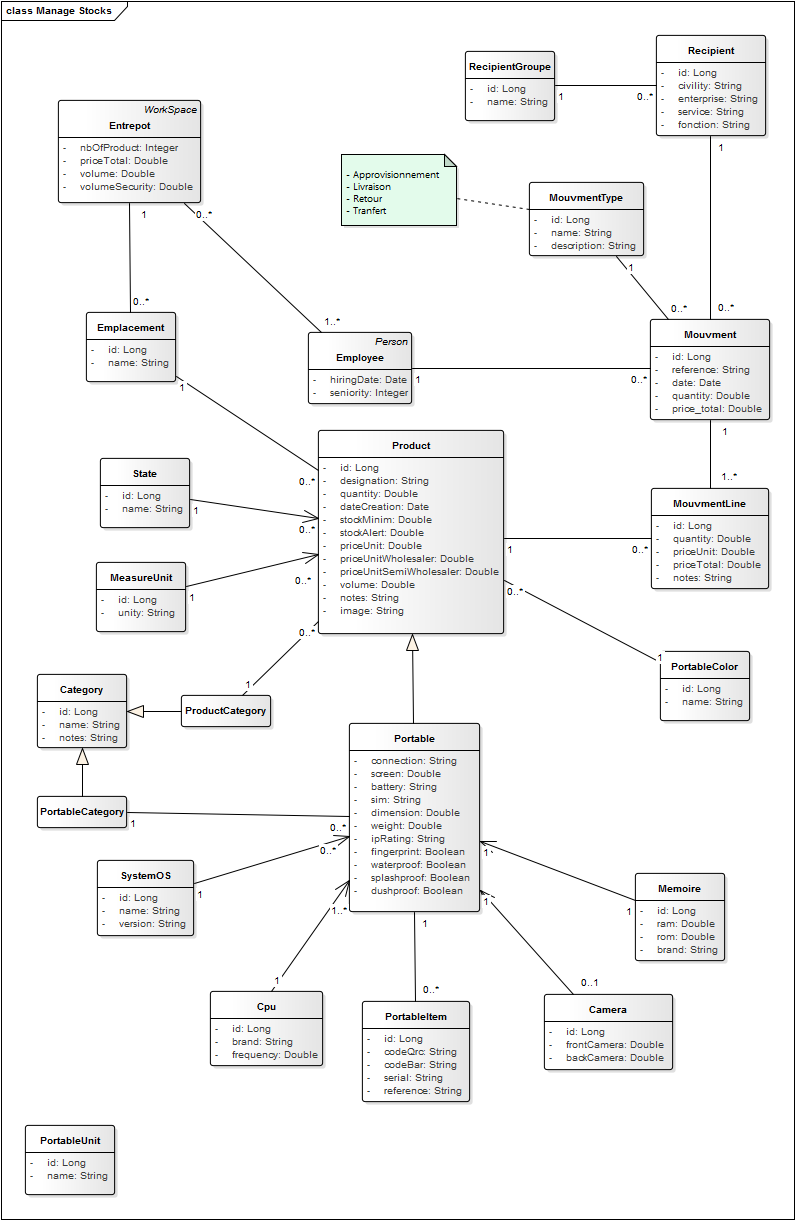 class Manage Stocks
RecipientGroupe
- id: Long
- name: String
1
0..*
Recipient
- id: Long
- civility: String
- enterprise: String
- service: String
- fonction: String
1
WorkSpace
Entrepot
- nbOfProduct: Integer
- priceTotal: Double
- volume: Double
- volumeSecurity: Double
1
0..*
- Approvisionnement
- Livraison
- Retour
- Tranfert
MouvmentType
- id: Long
- name: String
- description: String
1
0..*
0..*
0..*
1..*
Emplacement
- id: Long
- name: String
1
Person
Employee
- hiringDate: Date
- seniority: Integer
1
0..*
Mouvment
- id: Long
- reference: String
- date: Date
- quantity: Double
- price_total: Double
1
1..*
State
- id: Long
- name: String
1
0..*
0..*
Product
- id: Long
- designation: String
- quantity: Double
- dateCreation: Date
- stockMinim: Double
- stockAlert: Double
- priceUnit: Double
- priceUnitWholesaler: Double
- priceUnitSemiWholesaler: Double
- volume: Double
- notes: String
- image: String
1
0..*
MouvmentLine
- id: Long
- quantity: Double
- priceUnit: Double
- priceTotal: Double
- notes: String
MeasureUnit
- id: Long
- unity: String
1
0..*
0..*
0..*
1
PortableColor
- id: Long
- name: String
Category
- id: Long
- name: String
- notes: String
1
ProductCategory
Portable
- connection: String
- screen: Double
- battery: String
- sim: String
- dimension: Double
- weight: Double
- ipRating: String
- fingerprint: Boolean
- waterproof: Boolean
- splashproof: Boolean
- dushproof: Boolean
PortableCategory
1
0..*
0..*
1
SystemOS
- id: Long
- name: String
- version: String
1
1..*
1
1
Memoire
- id: Long
- ram: Double
- rom: Double
- brand: String
1
1
0..*
0..1
Cpu
- id: Long
- brand: String
- frequency: Double
1
PortableItem
- id: Long
- codeQrc: String
- codeBar: String
- serial: String
- reference: String
Camera
- id: Long
- frontCamera: Double
- backCamera: Double
PortableUnit
- id: Long
- name: String